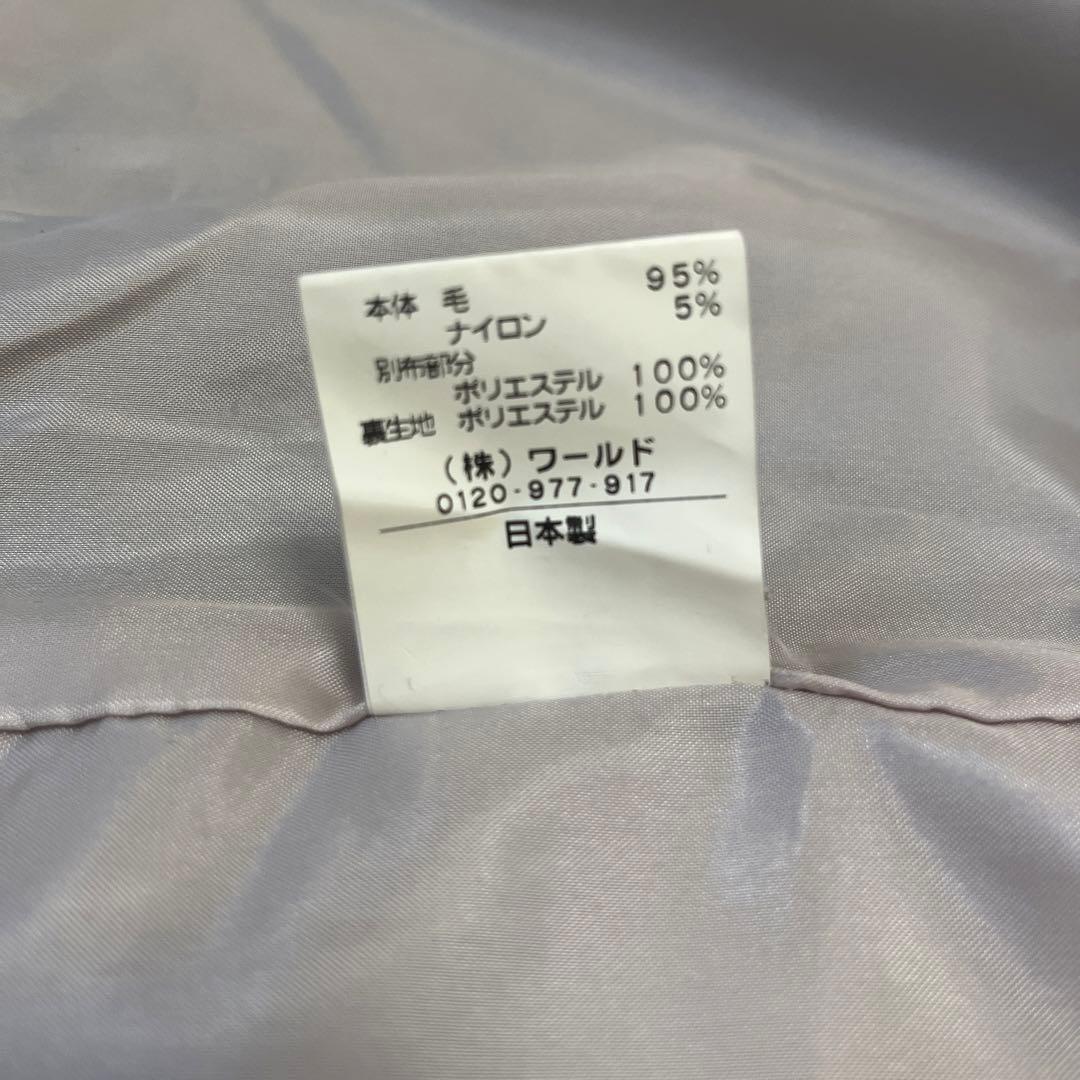 本体 毛 95%
ナイロン 5%
別布部分
ポリエステル 100%
裏生地 ポリエステル 100%
(株)ワールド
0120-977-917
日本製